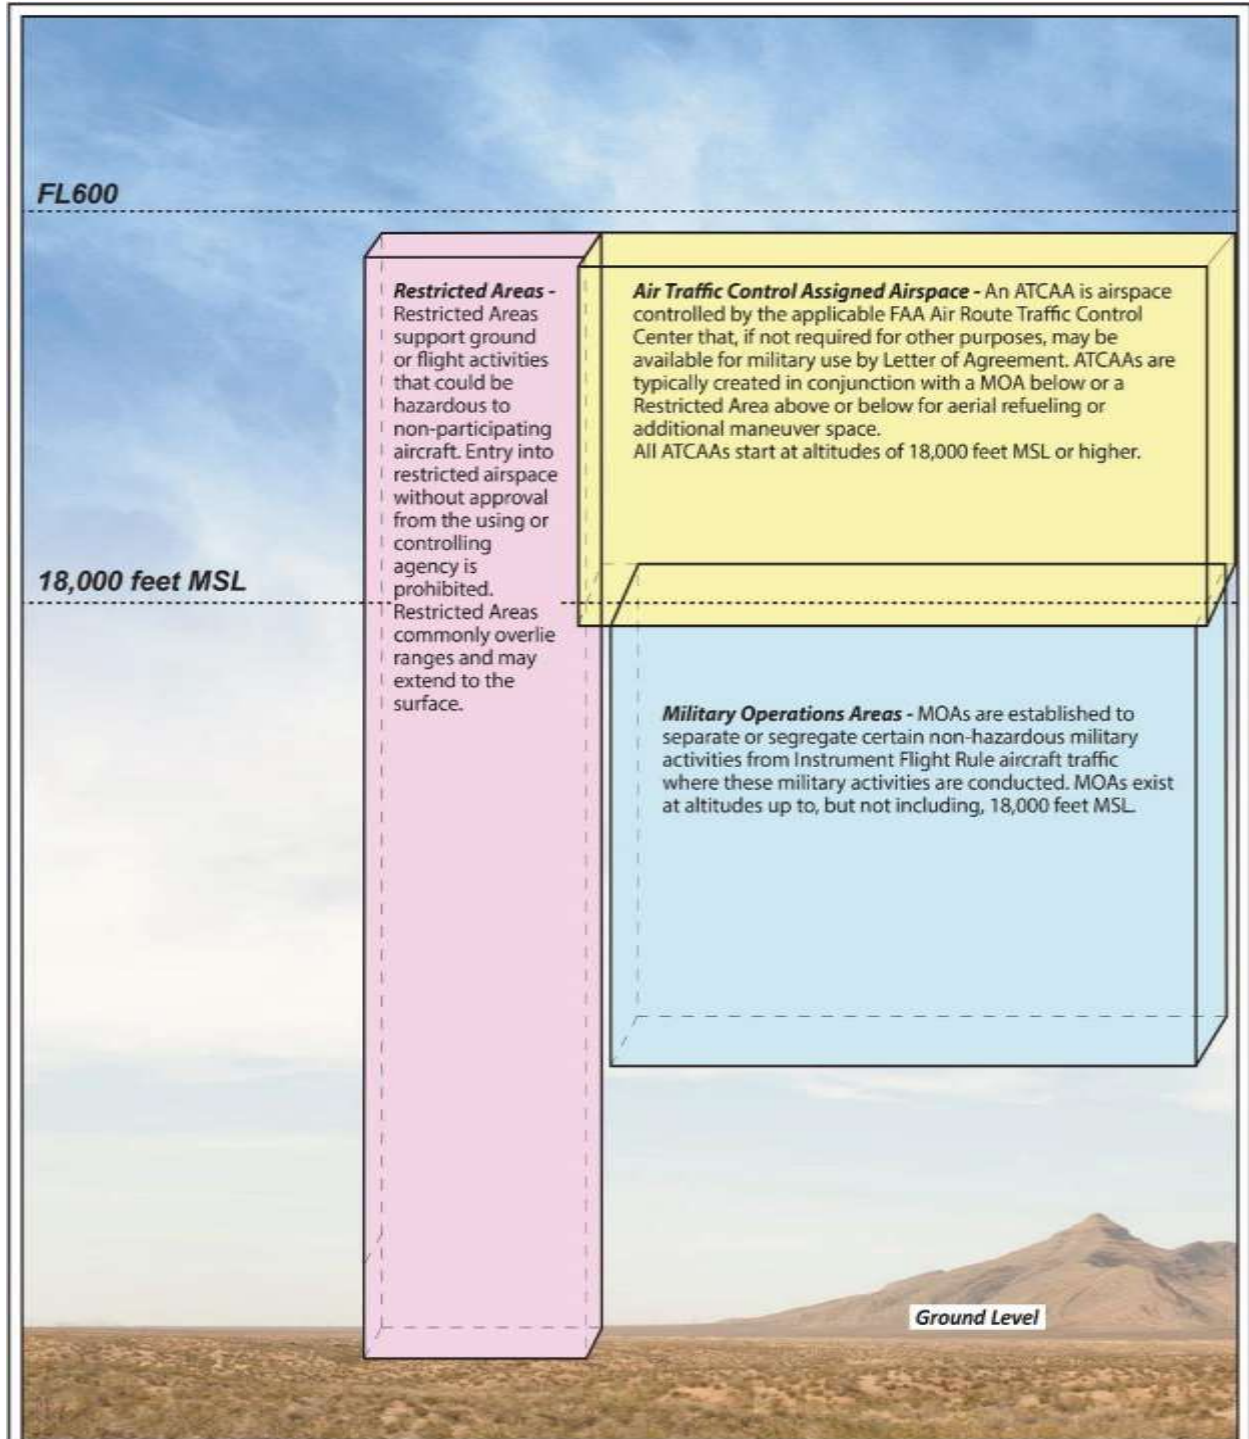 FL600
Restricted Areas -
Restricted Areas
support ground
or flight activities
that could be
hazardous to
non-participating
aircraft. Entry into
restricted airspace
without approval
from the using or
controlling
agency is
prohibited.
Restricted Areas
commonly overlie
ranges and may
extend to the
surface.
Air Traffic Control Assigned Airspace - An ATCAA is airspace
controlled by the applicable FAA Air Route Traffic Control
Center that, if not required for other purposes, may be
available for military use by Letter of Agreement. ATCAAs are
typically created in conjunction with a MOA below or a
Restricted Area above or below for aerial refueling or
additional maneuver space.
All ATCAAs start at altitudes of 18,000 feet MSL or higher.
18,000 feet MSL
Military Operations Areas - MOAs are established to
separate or segregate certain non-hazardous military
activities from Instrument Flight Rule aircraft traffic
where these military activities are conducted. MOAs exist
at altitudes up to, but not including, 18,000 feet MSL.
Ground Level